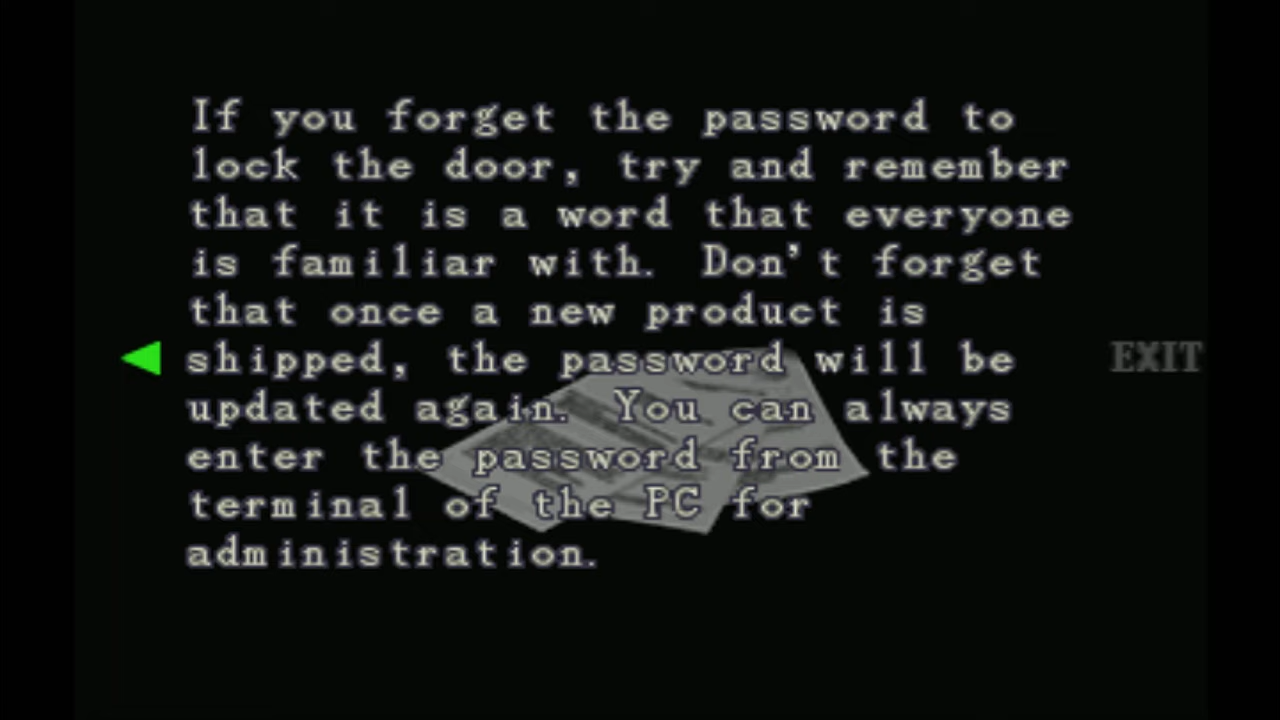 If you forget the password to
lock the door, try and remember
that it is a word that everyone
is familiar with. Don't forget
that once a new product is
shipped, the password will be
updated again. You can always
enter the password from the
terminal of the PC for
administration.
EXIT